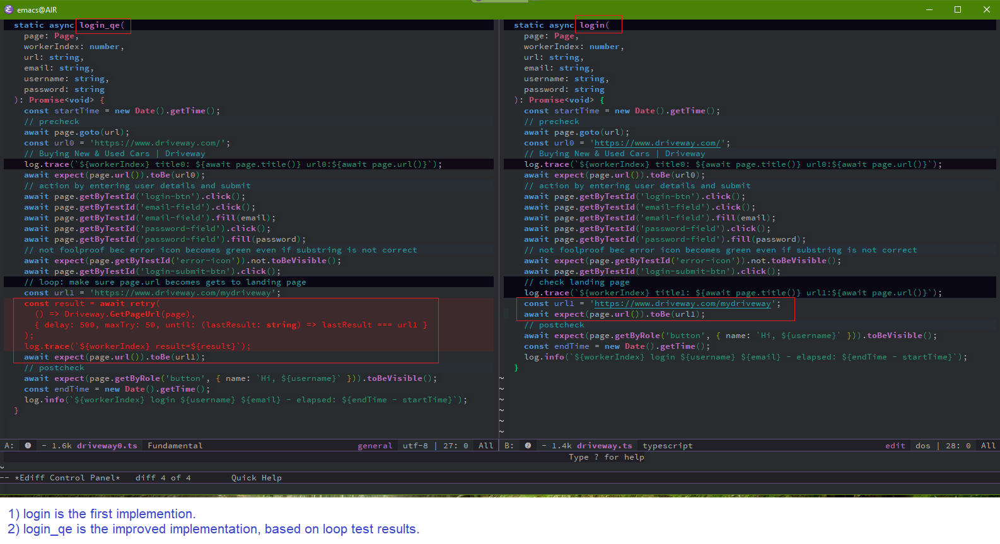 emacs@AIR
static async login_qe(
page: Page,
workerIndex: number,
url: string,
email: string,
username: string,
password: string
): Promise<void> {
const startTime = new Date().getTime();
// precheck
await page.goto(url);
const url0 = 'https://www.driveway.com/';
// Buying New & Used Cars | Driveway
log.trace(`${workerIndex} title0: ${await page.title()} url0:${await page.url()}`);
await expect(page.url()).toBe(url0);
// action by entering user details and submit
await page.getByTestId('login-btn').click();
await page.getByTestId('email-field').click();
await page.getByTestId('email-field').fill(email);
await page.getByTestId('password-field').click();
await page.getByTestId('password-field').fill(password);
// not foolproof bec error icon becomes green even if substring is not correct
await expect(page.getByTestId('error-icon')).not.toBeVisible();
await page.getByTestId('login-submit-btn').click();
// loop: make sure page.url becomes gets to landing page
const url1 = 'https://www.driveway.com/mydriveway';
const result = await retry(
() => Driveway.GetPageUrl(page),
{ delay: 500, maxTry: 50, until: (lastResult: string) => lastResult === url1 }
);
log.trace(`${workerIndex} result=${result}`);
await expect(page.url()).toBe(url1);
// postcheck
await expect(page.getByRole('button', { name: `Hi, ${username}` })).toBeVisible();
const endTime = new Date().getTime();
log.info(`${workerIndex} login ${username} ${email} - elapsed: ${endTime - startTime}`);
}
A: ❶ - 1.6k driveway0.ts Fundamental general utf-8 | 27: 0 All
static async login(
page: Page,
workerIndex: number,
url: string,
email: string,
username: string,
password: string
): Promise<void> {
const startTime = new Date().getTime();
// precheck
await page.goto(url);
const url0 = 'https://www.driveway.com/';
// Buying New & Used Cars | Driveway
log.trace(`${workerIndex} title0: ${await page.title()} url0:${await page.url()}`);
await expect(page.url()).toBe(url0);
// action by entering user details and submit
await page.getByTestId('login-btn').click();
await page.getByTestId('email-field').click();
await page.getByTestId('email-field').fill(email);
await page.getByTestId('password-field').click();
await page.getByTestId('password-field').fill(password);
// not foolproof bec error icon becomes green even if substring is not correct
await expect(page.getByTestId('error-icon')).not.toBeVisible();
await page.getByTestId('login-submit-btn').click();
// check landing page
log.trace(`${workerIndex} title1: ${await page.title()} url1:${await page.url()}`);
const url1 = 'https://www.driveway.com/mydriveway';
await expect(page.url()).toBe(url1);
// postcheck
await expect(page.getByRole('button', { name: `Hi, ${username}` })).toBeVisible();
const endTime = new Date().getTime();
log.info(`${workerIndex} login ${username} ${email} - elapsed: ${endTime - startTime}`);
}
~
~
~
~
~
~
B: ❷ - 1.4k driveway.ts typescript edit dos | 28: 0 All
Type ? for help
~
-- *Ediff Control Panel* diff 4 of 4 Quick Help
1) login is the first implemention.
2) login_qe is the improved implementation, based on loop test results.